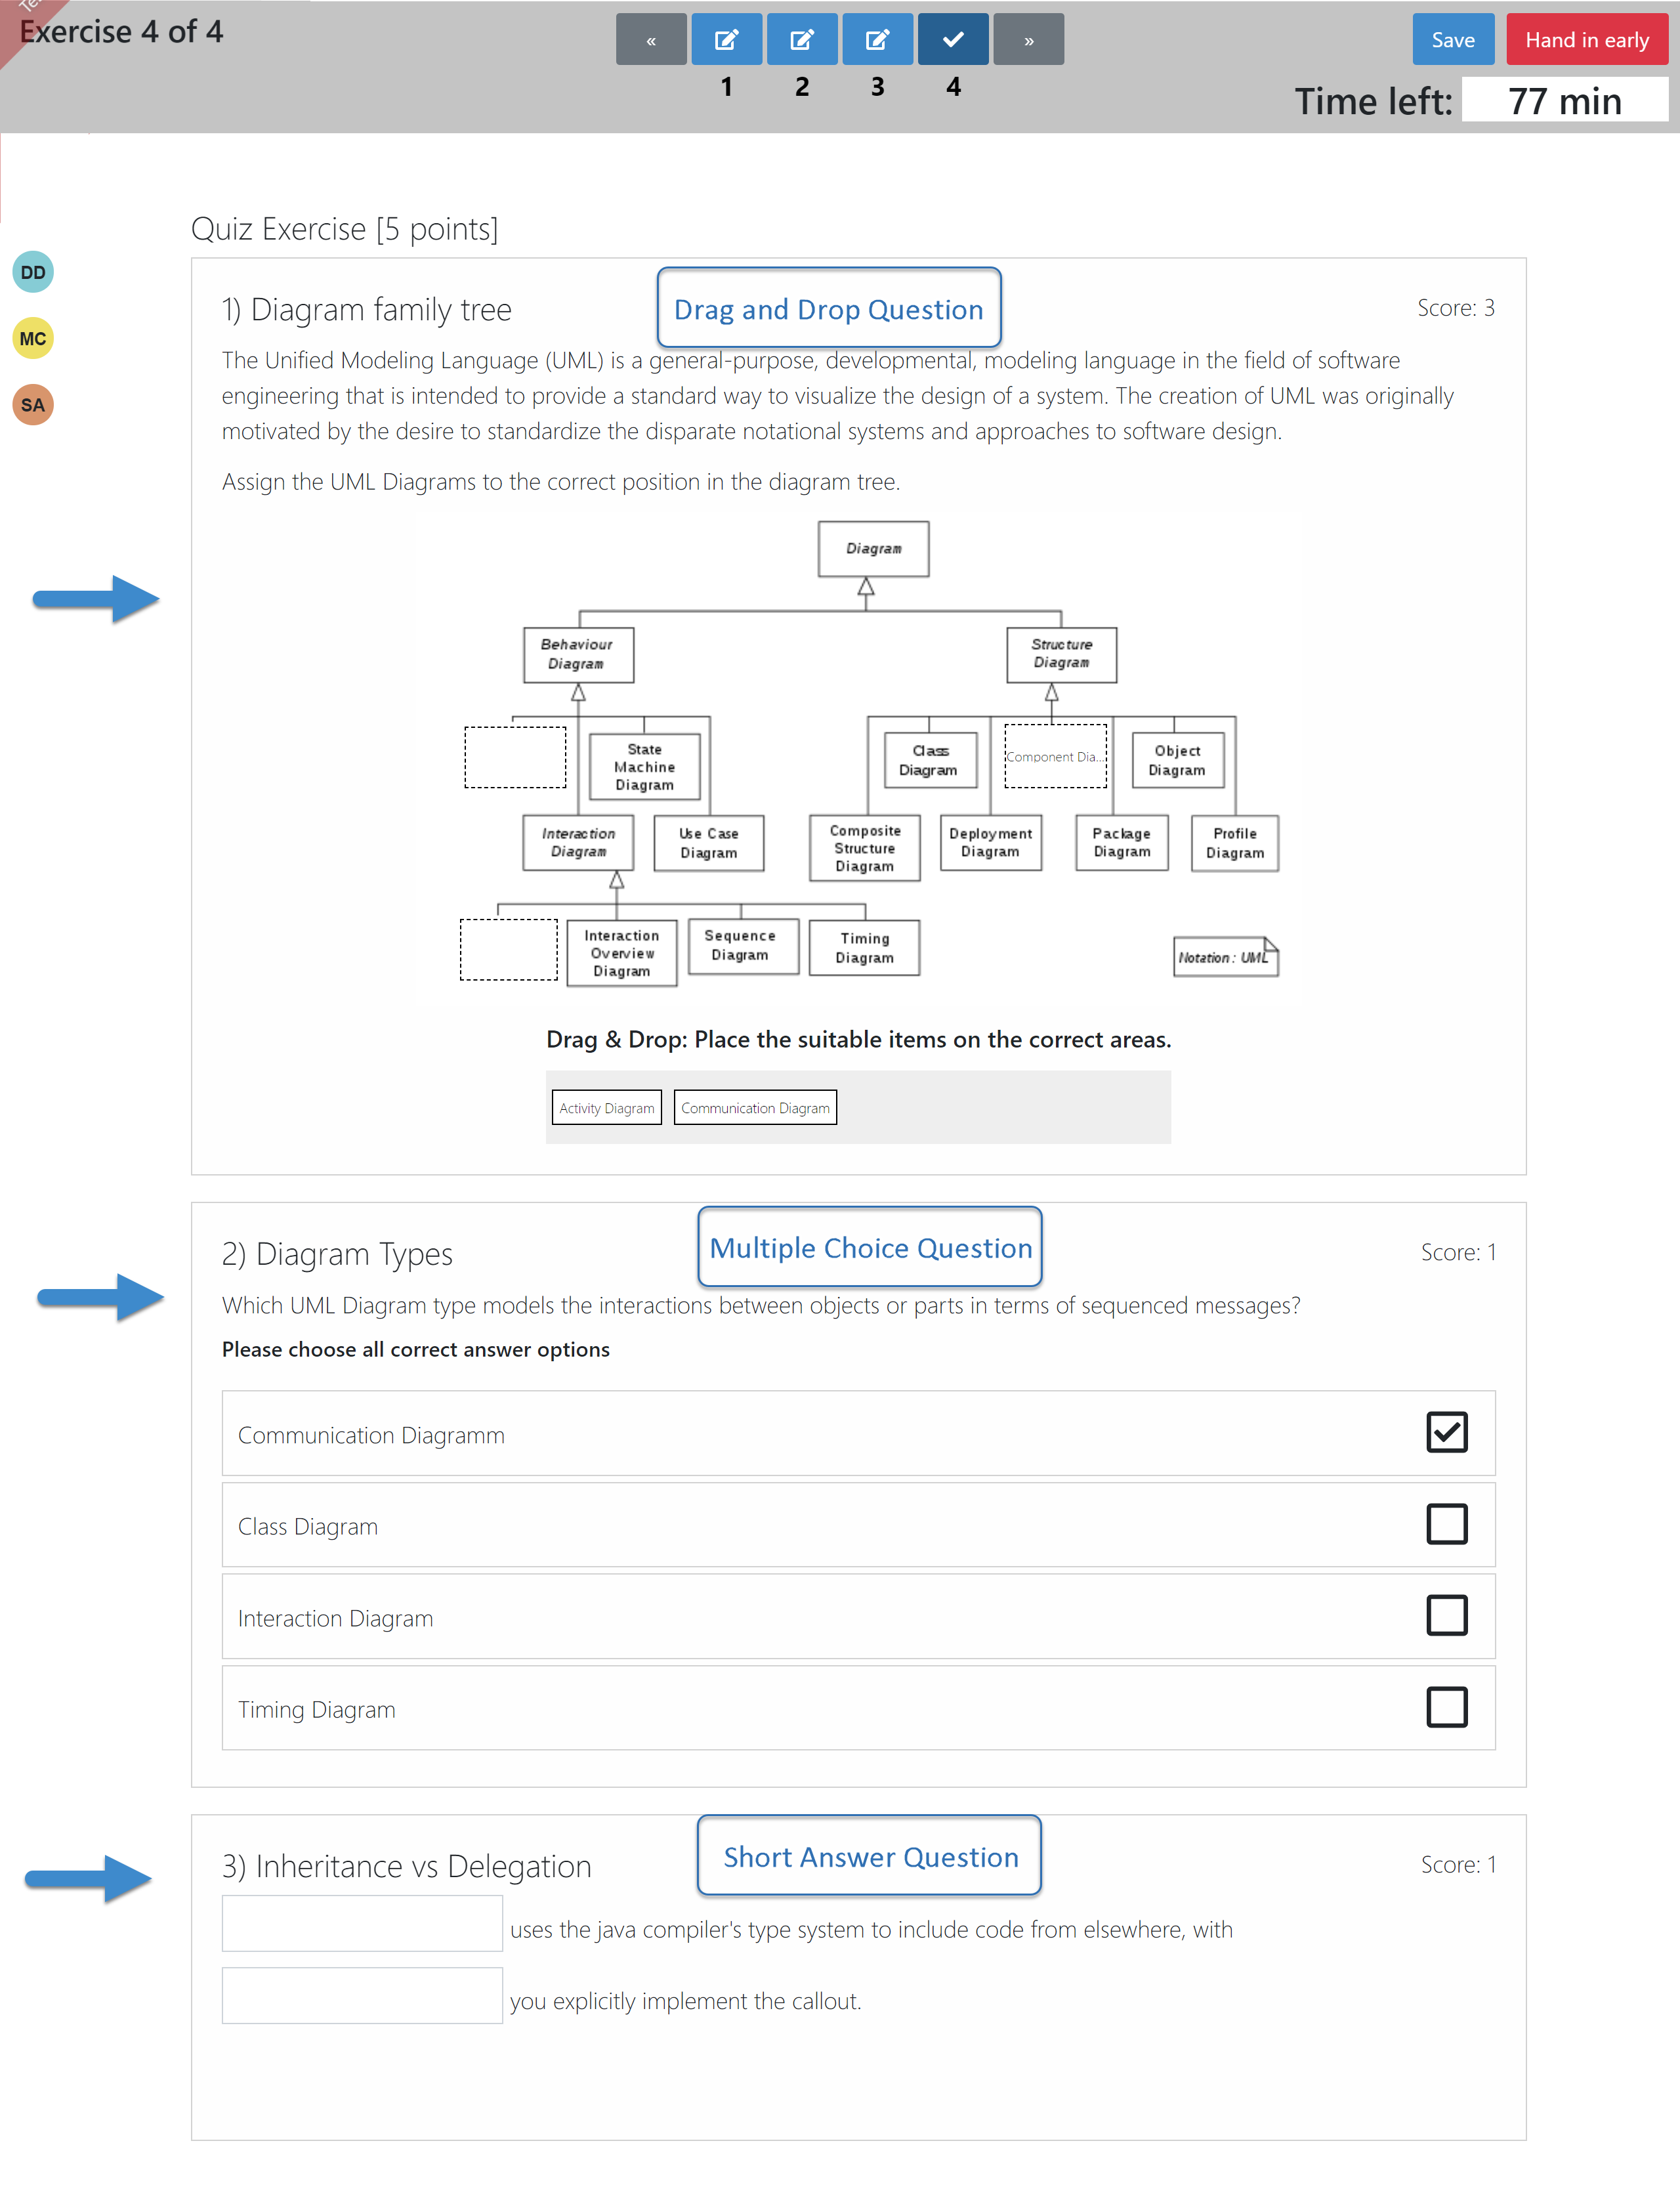 Exercise 4 of 4
«
»
1 2 3 4
Save
Hand in early
Time left: 77 min
Quiz Exercise [5 points]
DD
MC
SA
1) Diagram family tree
Drag and Drop Question
Score: 3
The Unified Modeling Language (UML) is a general-purpose, developmental, modeling language in the field of software
engineering that is intended to provide a standard way to visualize the design of a system. The creation of UML was originally
motivated by the desire to standardize the disparate notational systems and approaches to software design.
Assign the UML Diagrams to the correct position in the diagram tree.
Diagram
Behaviour
Diagram
Structure
Diagram
State
Machine
Diagram
Class
Diagram
Component Dia...
Object
Diagram
Interaction
Diagram
Use Case
Diagram
Composite
Structure
Diagram
Deployment
Diagram
Package
Diagram
Profile
Diagram
Interaction
Overview
Diagram
Sequence
Diagram
Timing
Diagram
Notation : UML
Drag & Drop: Place the suitable items on the correct areas.
Activity Diagram
Communication Diagram
2) Diagram Types
Multiple Choice Question
Score: 1
Which UML Diagram type models the interactions between objects or parts in terms of sequenced messages?
Please choose all correct answer options
Communication Diagramm
Class Diagram
Interaction Diagram
Timing Diagram
3) Inheritance vs Delegation
Short Answer Question
Score: 1
uses the java compiler's type system to include code from elsewhere, with
you explicitly implement the callout.